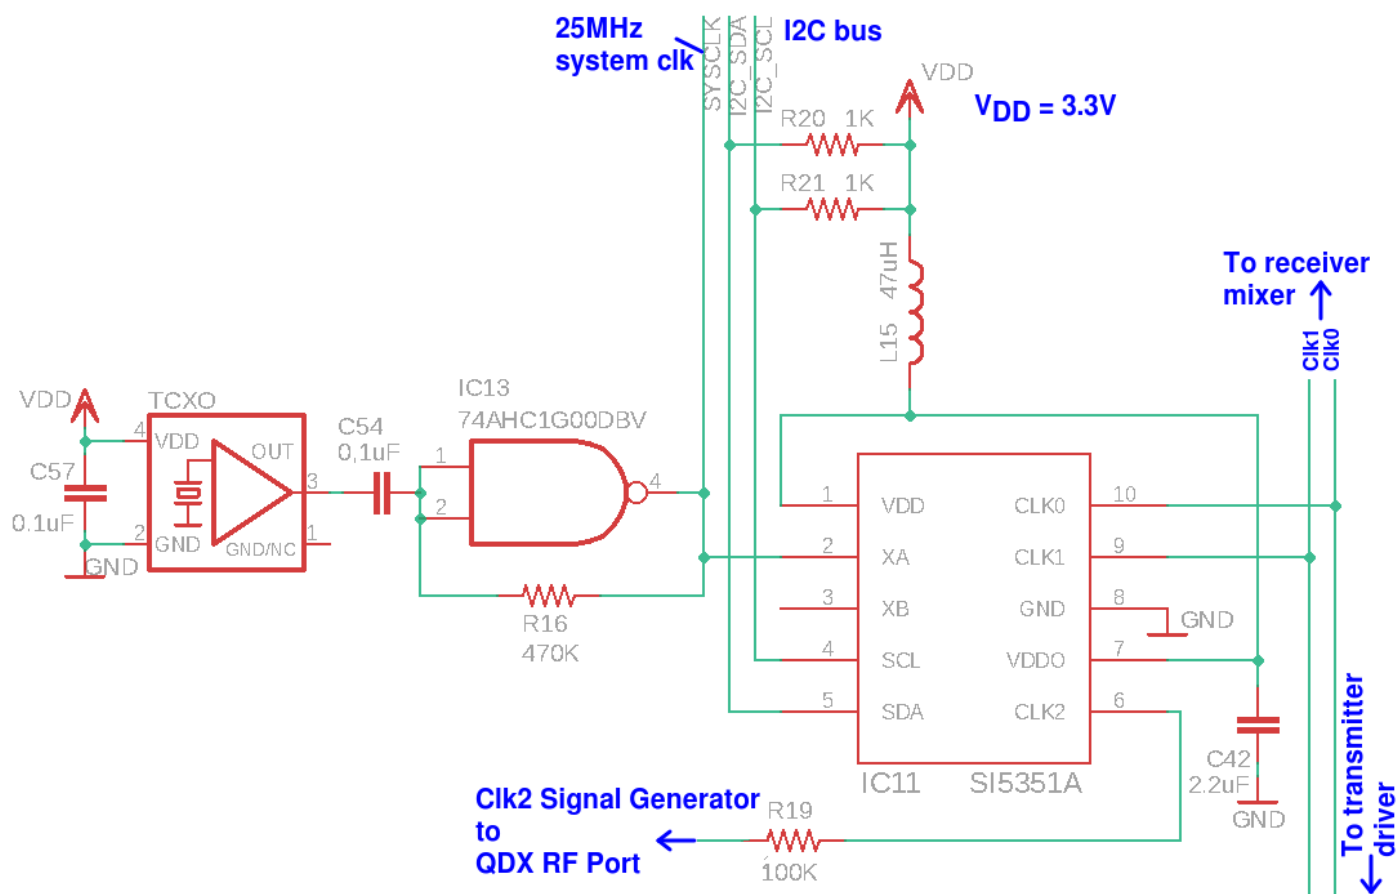 25MHz
system clk
SYSCLK
I2C_SDA
I2C_SCL
I2C bus
VDD
VDD = 3.3V
R20 1K
R21 1K
47uH
L15
To receiver
mixer
Clk1
Clk0
VDD
TCXO
4
VDD
OUT
3
C57
0.1uF
2
GND
GND/NC
1
GND
C54
0,1uF
IC13
74AHC1G00DBV
1
2
4
R16
470K
1
VDD
CLK0
10
2
XA
CLK1
9
3
XB
GND
8
GND
4
SCL
VDDO
7
5
SDA
CLK2
6
IC11
SI5351A
C42
2.2uF
GND
Clk2 Signal Generator
to
QDX RF Port
R19
100K
To transmitter
driver